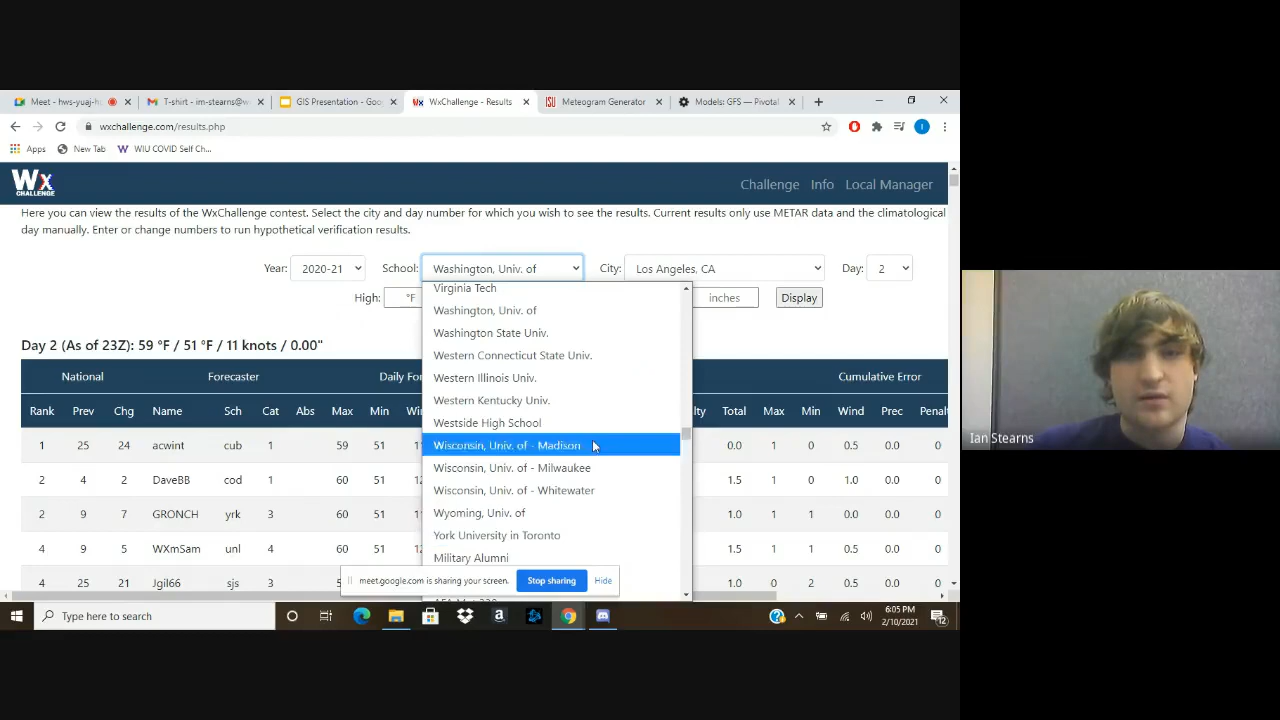 Meet - hws-yuaj-h
T-shirt - im-stearns@w
GIS Presentation - Goo
WxChallenge - Results
ISU Meteogram Generator
Models: GFS — Pivotal
wxchallenge.com/results.php
Apps New Tab W WIU COVID Self Ch...
Wx CHALLENGE
Challenge Info Local Manager
Here you can view the results of the WxChallenge contest. Select the city and day number for which you wish to see the results. Current results only use METAR data and the climatological
day manually. Enter or change numbers to run hypothetical verification results.
Year: 2020-21 School: Washington, Univ. of City: Los Angeles, CA Day: 2
High: °F inches Display
Virginia Tech
Washington, Univ. of
Washington State Univ.
Western Connecticut State Univ.
Western Illinois Univ.
Western Kentucky Univ.
Westside High School
Wisconsin, Univ. of - Madison
Wisconsin, Univ. of - Milwaukee
Wisconsin, Univ. of - Whitewater
Wyoming, Univ. of
York University in Toronto
Military Alumni
Day 2 (As of 23Z): 59 °F / 51 °F / 11 knots / 0.00"
National Forecaster Daily Fo Cumulative Error
Rank Prev Chg Name Sch Cat Abs Max Min Wi Total Max Min Wind Prec Penalt
1 25 24 acwint cub 1 59 51 0.0 1 0 0.5 0.0 0.0
2 4 2 DaveBB cod 1 60 51 1.5 1 0 1.0 0.0 0.0
2 9 7 GRONCH yrk 3 60 51 1.0 1 1 0.0 0.0 0.0
4 9 5 WXmSam unl 4 60 51 1.5 1 1 0.5 0.0 0.0
4 25 21 Jgil66 sjs 3 1.0 0 2 0.5 0.0 0.0
meet.google.com is sharing your screen. Stop sharing Hide
Type here to search
6:05 PM
2/10/2021
12
Ian Stearns